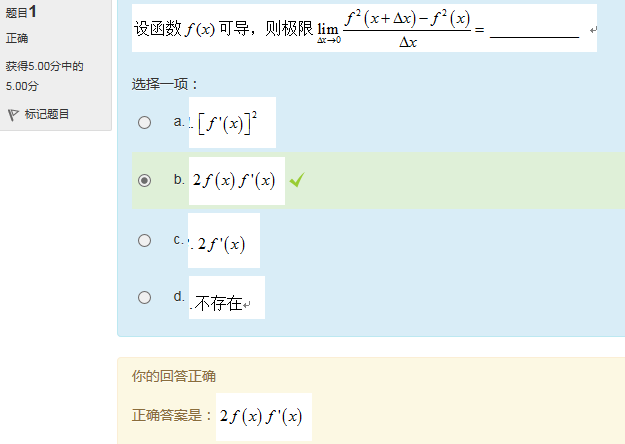 题目1
正确
获得5.00分中的
5.00分
标记题目
设函数 f(x) 可导，则极限 lim Δx→0 (f²(x+Δx)−f²(x))/Δx = ________
选择一项：
a. [f'(x)]²
b. 2f(x)f'(x)
c. 2f'(x)
d. 不存在
你的回答正确
正确答案是： 2f(x)f'(x)